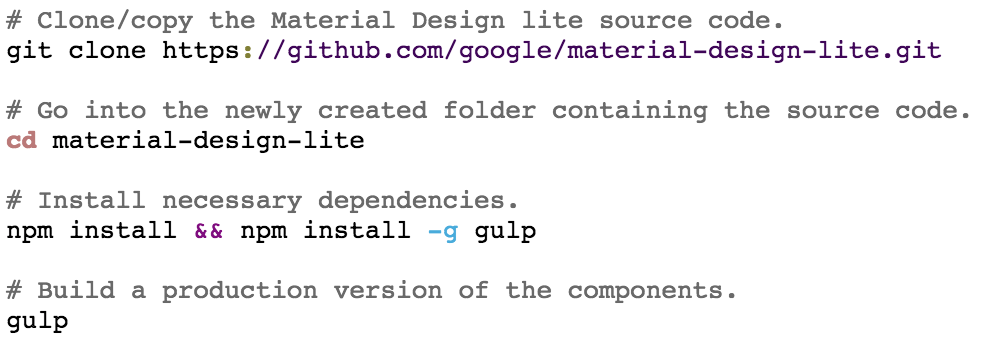 # Clone/copy the Material Design lite source code.
git clone https://github.com/google/material-design-lite.git
# Go into the newly created folder containing the source code.
cd material-design-lite
# Install necessary dependencies.
npm install && npm install -g gulp
# Build a production version of the components.
gulp